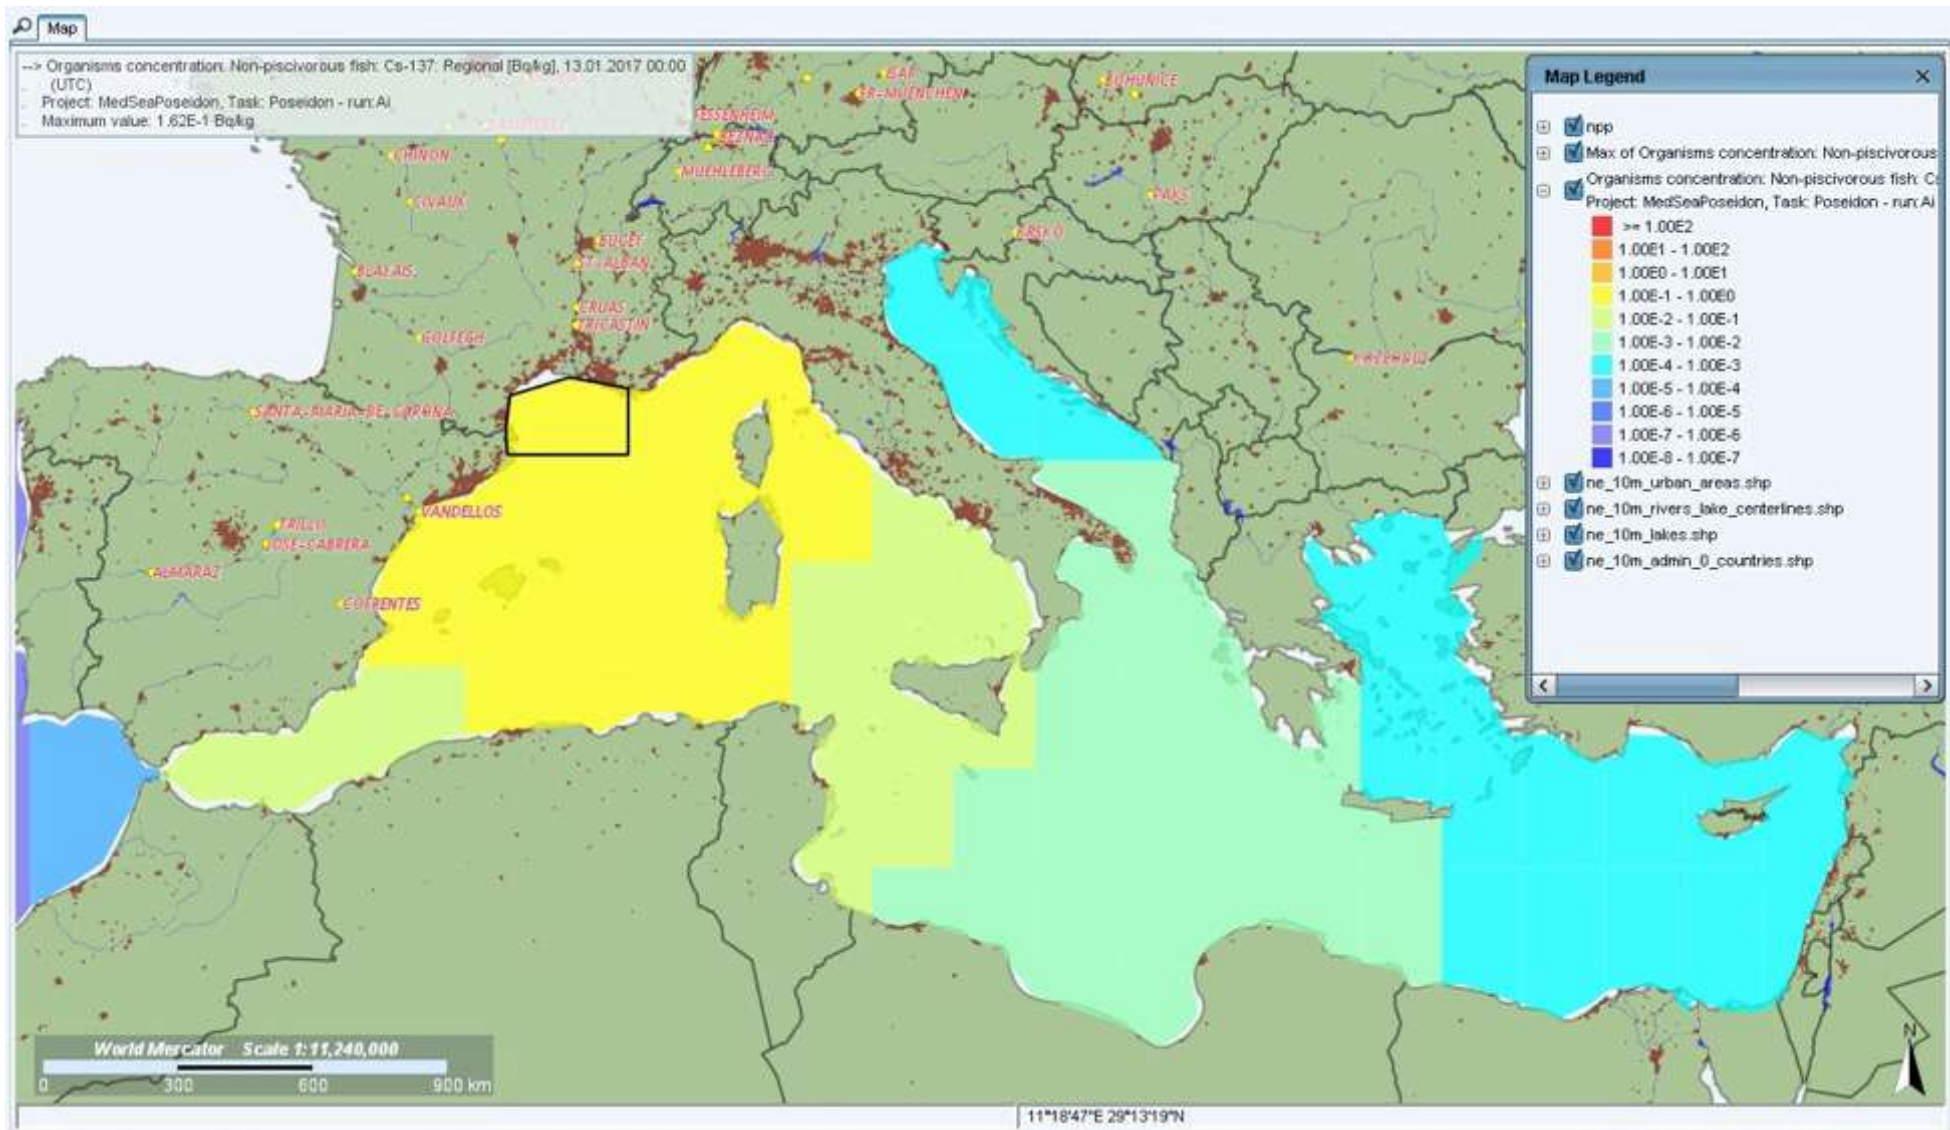 Map
--> Organisms concentration: Non-piscivorous fish: Cs-137: Regional [Bq/kg], 13.01.2017 00:00
(UTC)
Project: MedSeaPoseidon, Task: Poseidon - run:Ai
Maximum value: 1.62E-1 Bq/kg
BOHUNICE
CHINON
MUEHLEBERG
CIVAUX
PAKS
BUGEY
KRSKO
ST-ALBAN
BLAYAIS
CRUAS
TRICASTIN
GOLFECH
SANTA-MARIA-DE-GARONA
VANDELLOS
TRILLO
JOSE-CABRERA
ALMARAZ
COFRENTES
Map Legend
npp
Max of Organisms concentration: Non-piscivorous
Organisms concentration: Non-piscivorous fish: C
Project: MedSeaPoseidon, Task: Poseidon - run:Ai
>= 1.00E2
1.00E1 - 1.00E2
1.00E0 - 1.00E1
1.00E-1 - 1.00E0
1.00E-2 - 1.00E-1
1.00E-3 - 1.00E-2
1.00E-4 - 1.00E-3
1.00E-5 - 1.00E-4
1.00E-6 - 1.00E-5
1.00E-7 - 1.00E-6
1.00E-8 - 1.00E-7
ne_10m_urban_areas.shp
ne_10m_rivers_lake_centerlines.shp
ne_10m_lakes.shp
ne_10m_admin_0_countries.shp
World Mercator Scale 1:11,240,000
0 300 600 900 km
N
11°18'47"E 29°13'19"N